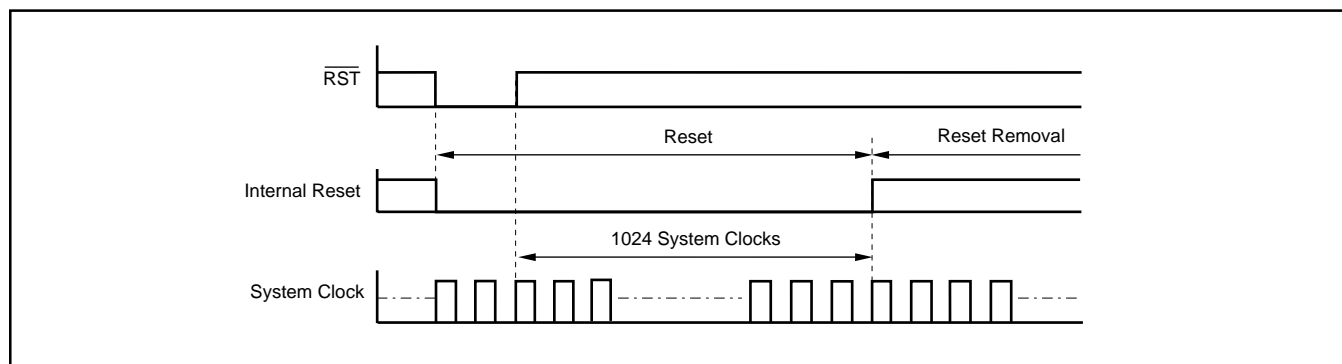 RST
Reset
Reset Removal
Internal Reset
1024 System Clocks
System Clock